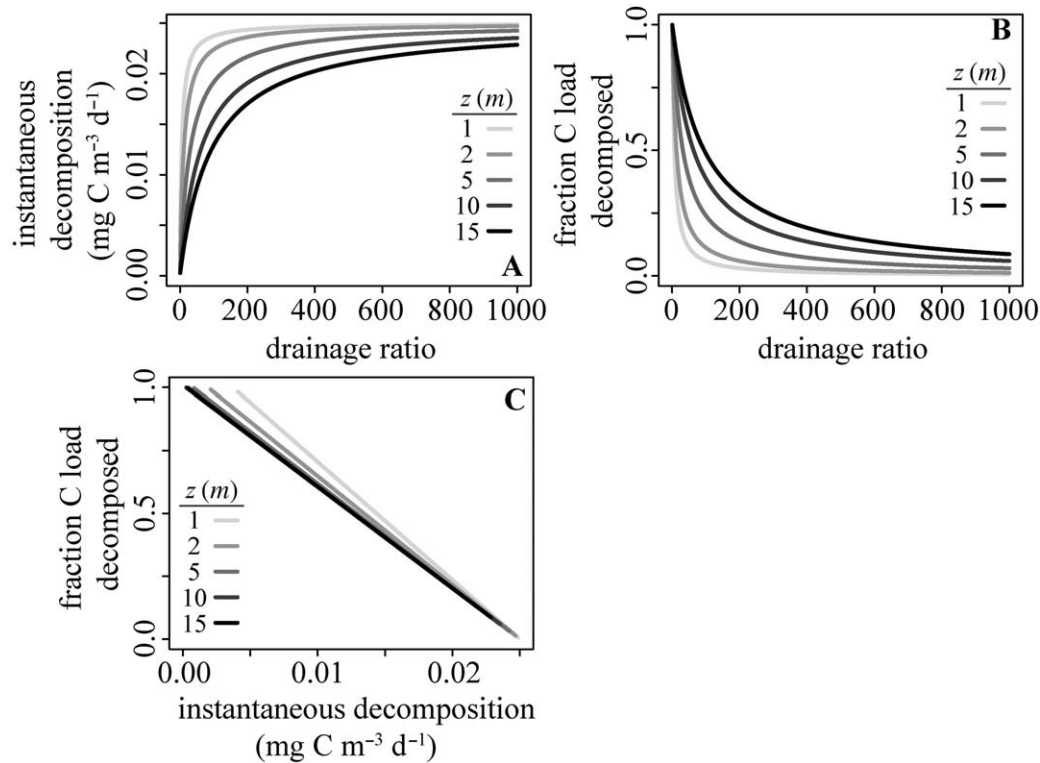 instantaneous
decomposition
(mg C m⁻³ d⁻¹)
0.00 0.01 0.02
z (m)
1
2
5
10
15
A
0 200 400 600 800 1000
drainage ratio
fraction C load
decomposed
0.0 0.5 1.0
B
z (m)
1
2
5
10
15
0 200 400 600 800 1000
drainage ratio
fraction C load
decomposed
0.0 0.5 1.0
C
z (m)
1
2
5
10
15
0.00 0.01 0.02
instantaneous decomposition
(mg C m⁻³ d⁻¹)